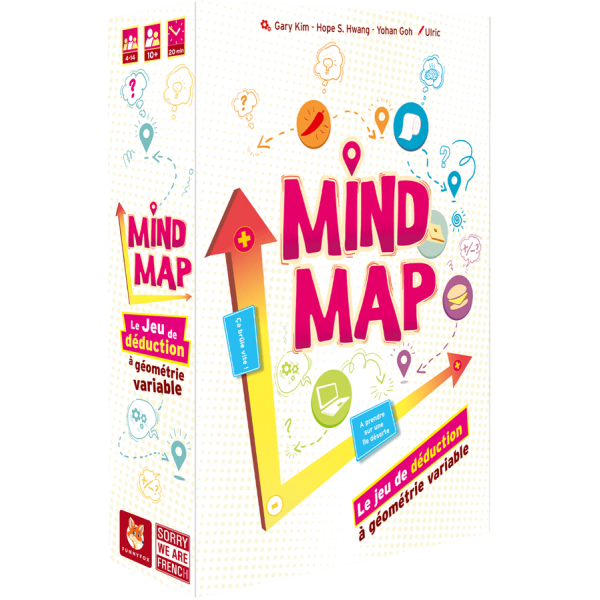 Gary Kim - Hope S. Hwang - Yohan Goh Ulric
MIND
MAP
Ça brûle vite !
A prendre
sur une
île déserte
Le jeu de déduction
à géométrie variable
4-14
10+
20 min
MIND
MAP
Le Jeu de
déduction
à géométrie
variable
FUNNYFOX
SORRY
WE ARE
FRENCH